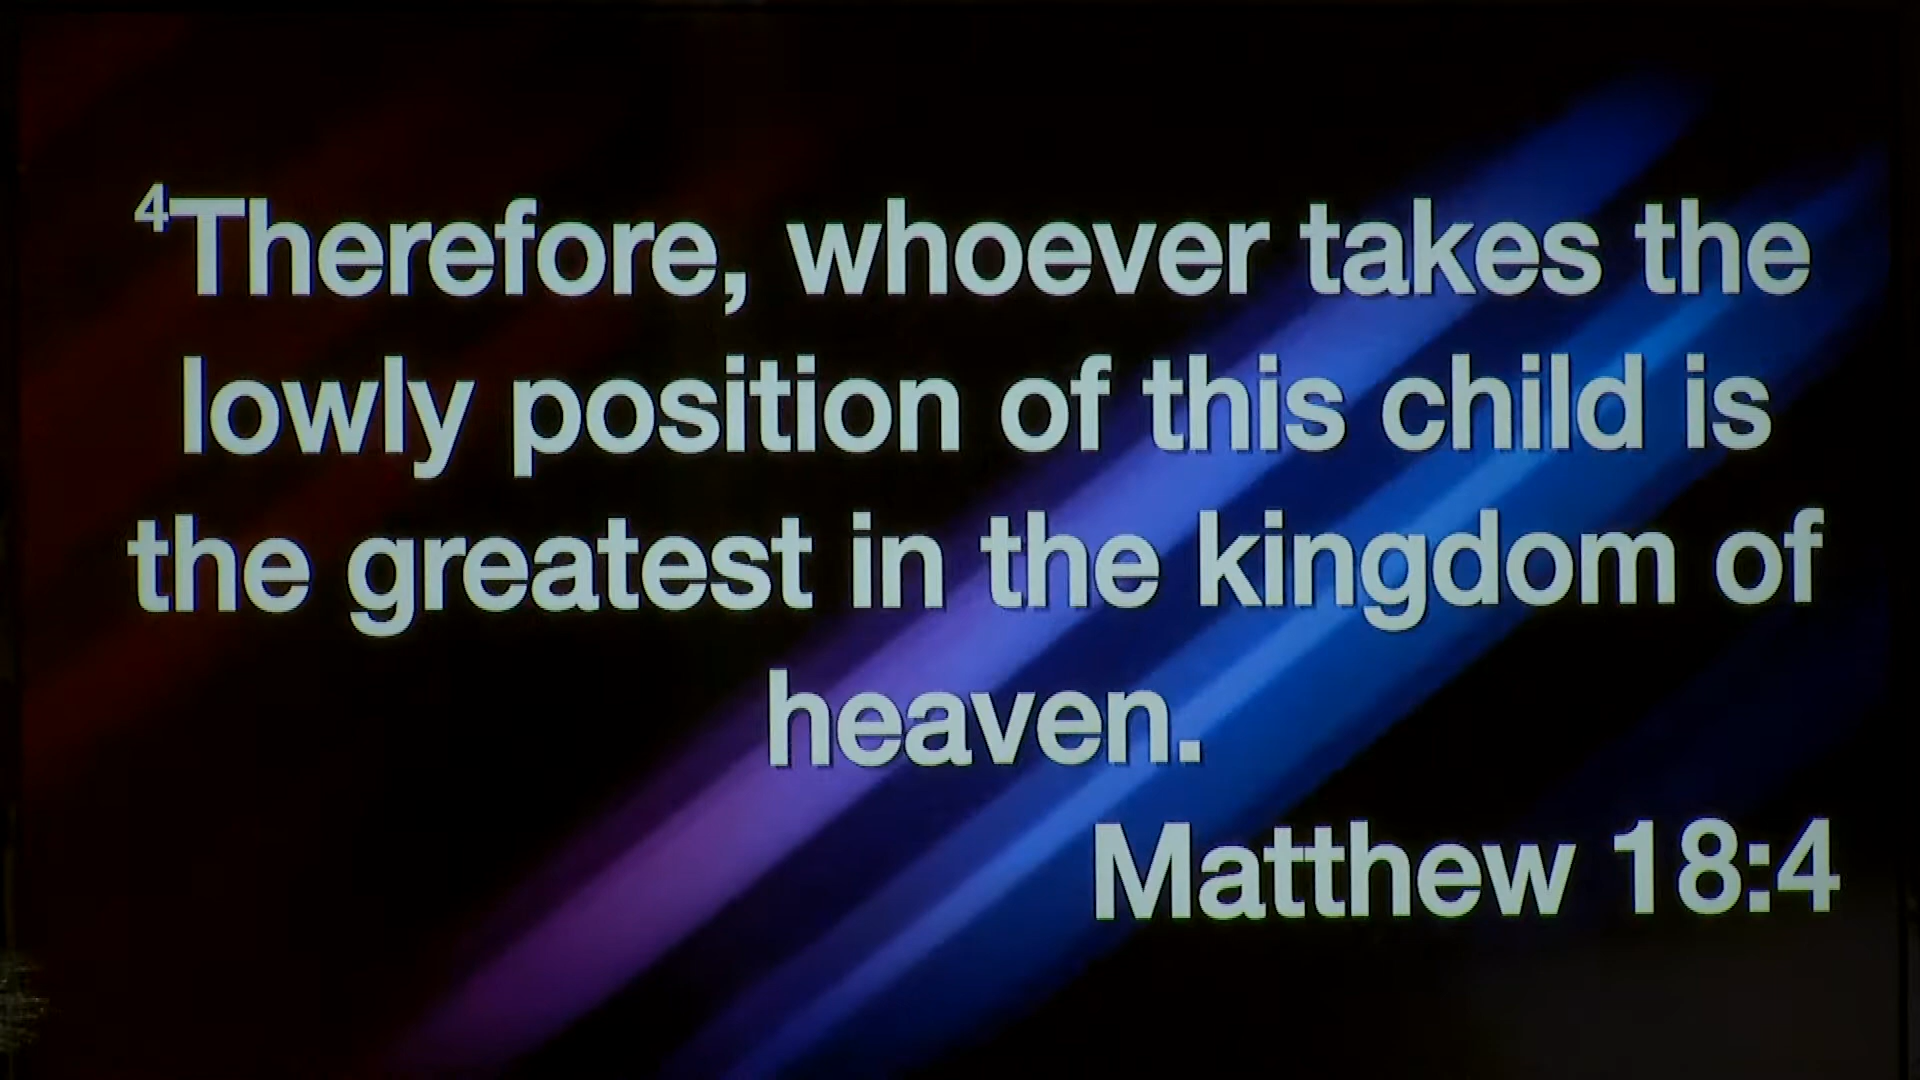 ⁴Therefore, whoever takes the
lowly position of this child is
the greatest in the kingdom of
heaven.
Matthew 18:4